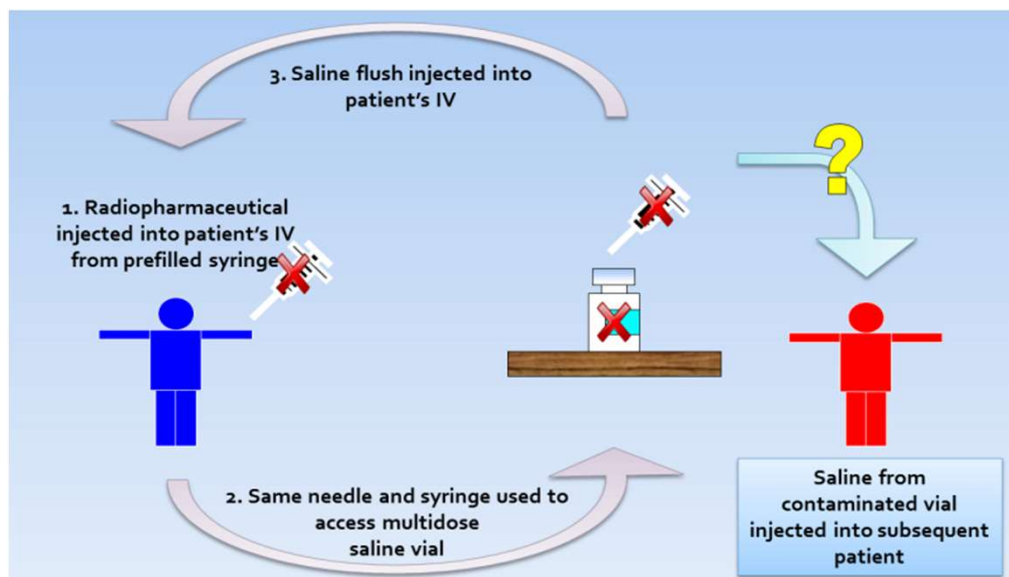 3. Saline flush injected into
patient's IV
?
1. Radiopharmaceutical
injected into patient's IV
from prefilled syringe
2. Same needle and syringe used to
access multidose
saline vial
Saline from
contaminated vial
injected into subsequent
patient